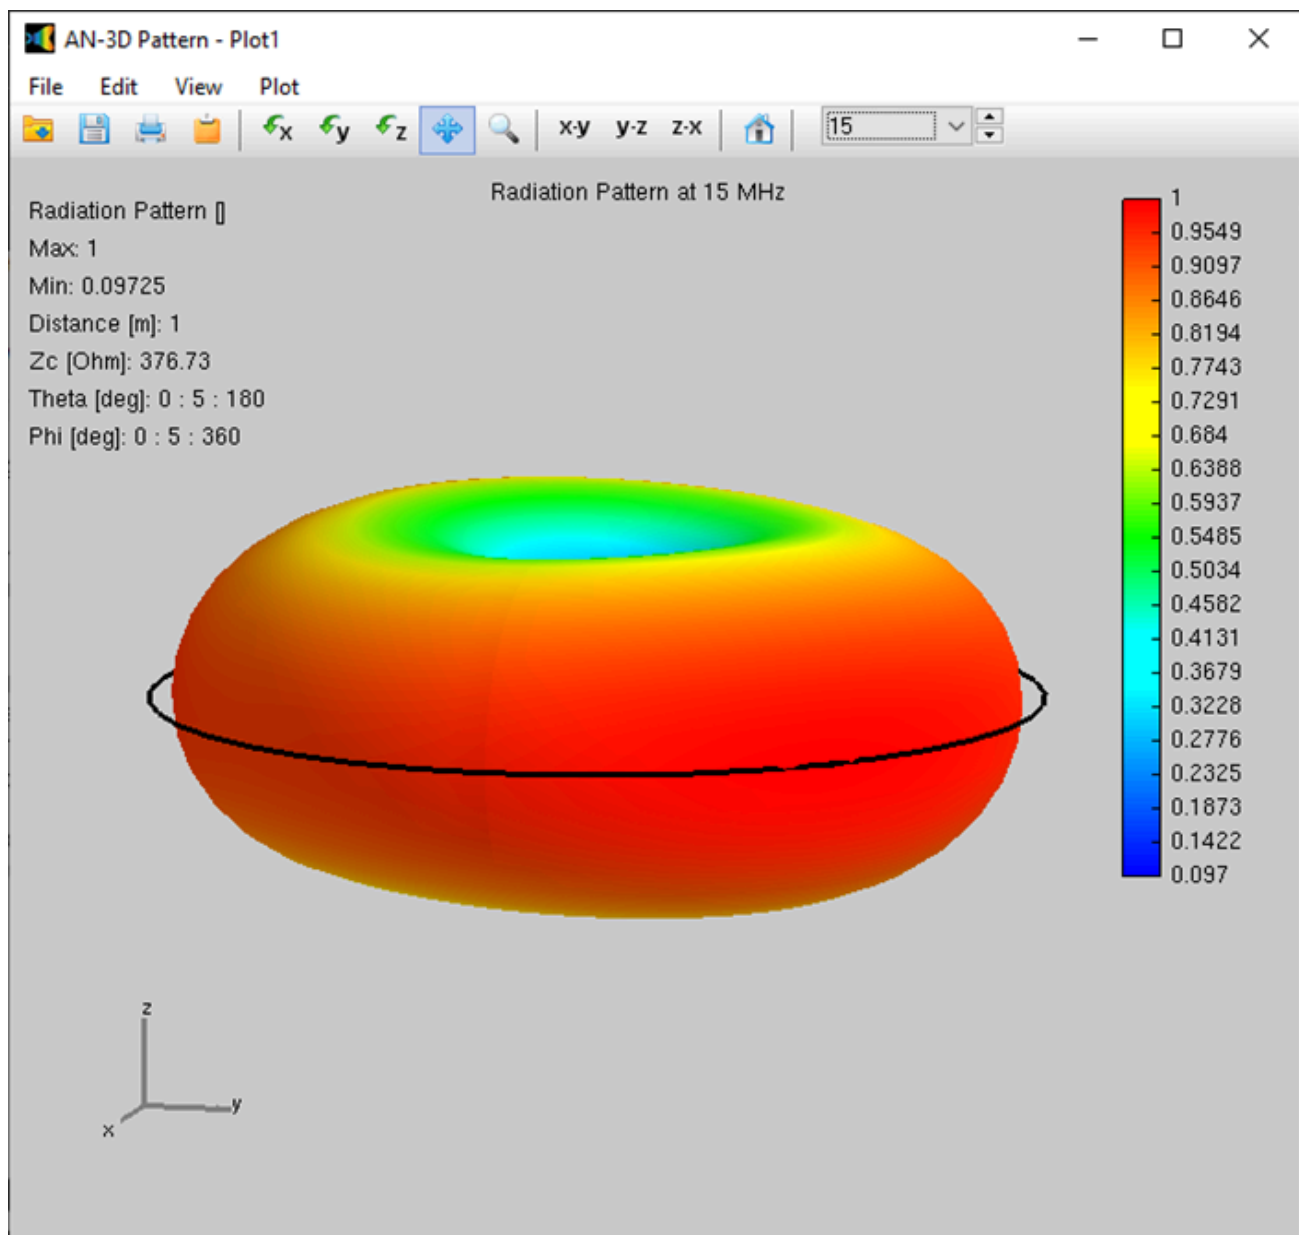 AN-3D Pattern - Plot1
File Edit View Plot
x y z x-y y-z z-x 15
Radiation Pattern at 15 MHz
Radiation Pattern []
Max: 1
Min: 0.09725
Distance [m]: 1
Zc [Ohm]: 376.73
Theta [deg]: 0 : 5 : 180
Phi [deg]: 0 : 5 : 360
1
0.9549
0.9097
0.8646
0.8194
0.7743
0.7291
0.684
0.6388
0.5937
0.5485
0.5034
0.4582
0.4131
0.3679
0.3228
0.2776
0.2325
0.1873
0.1422
0.097
z
y
x